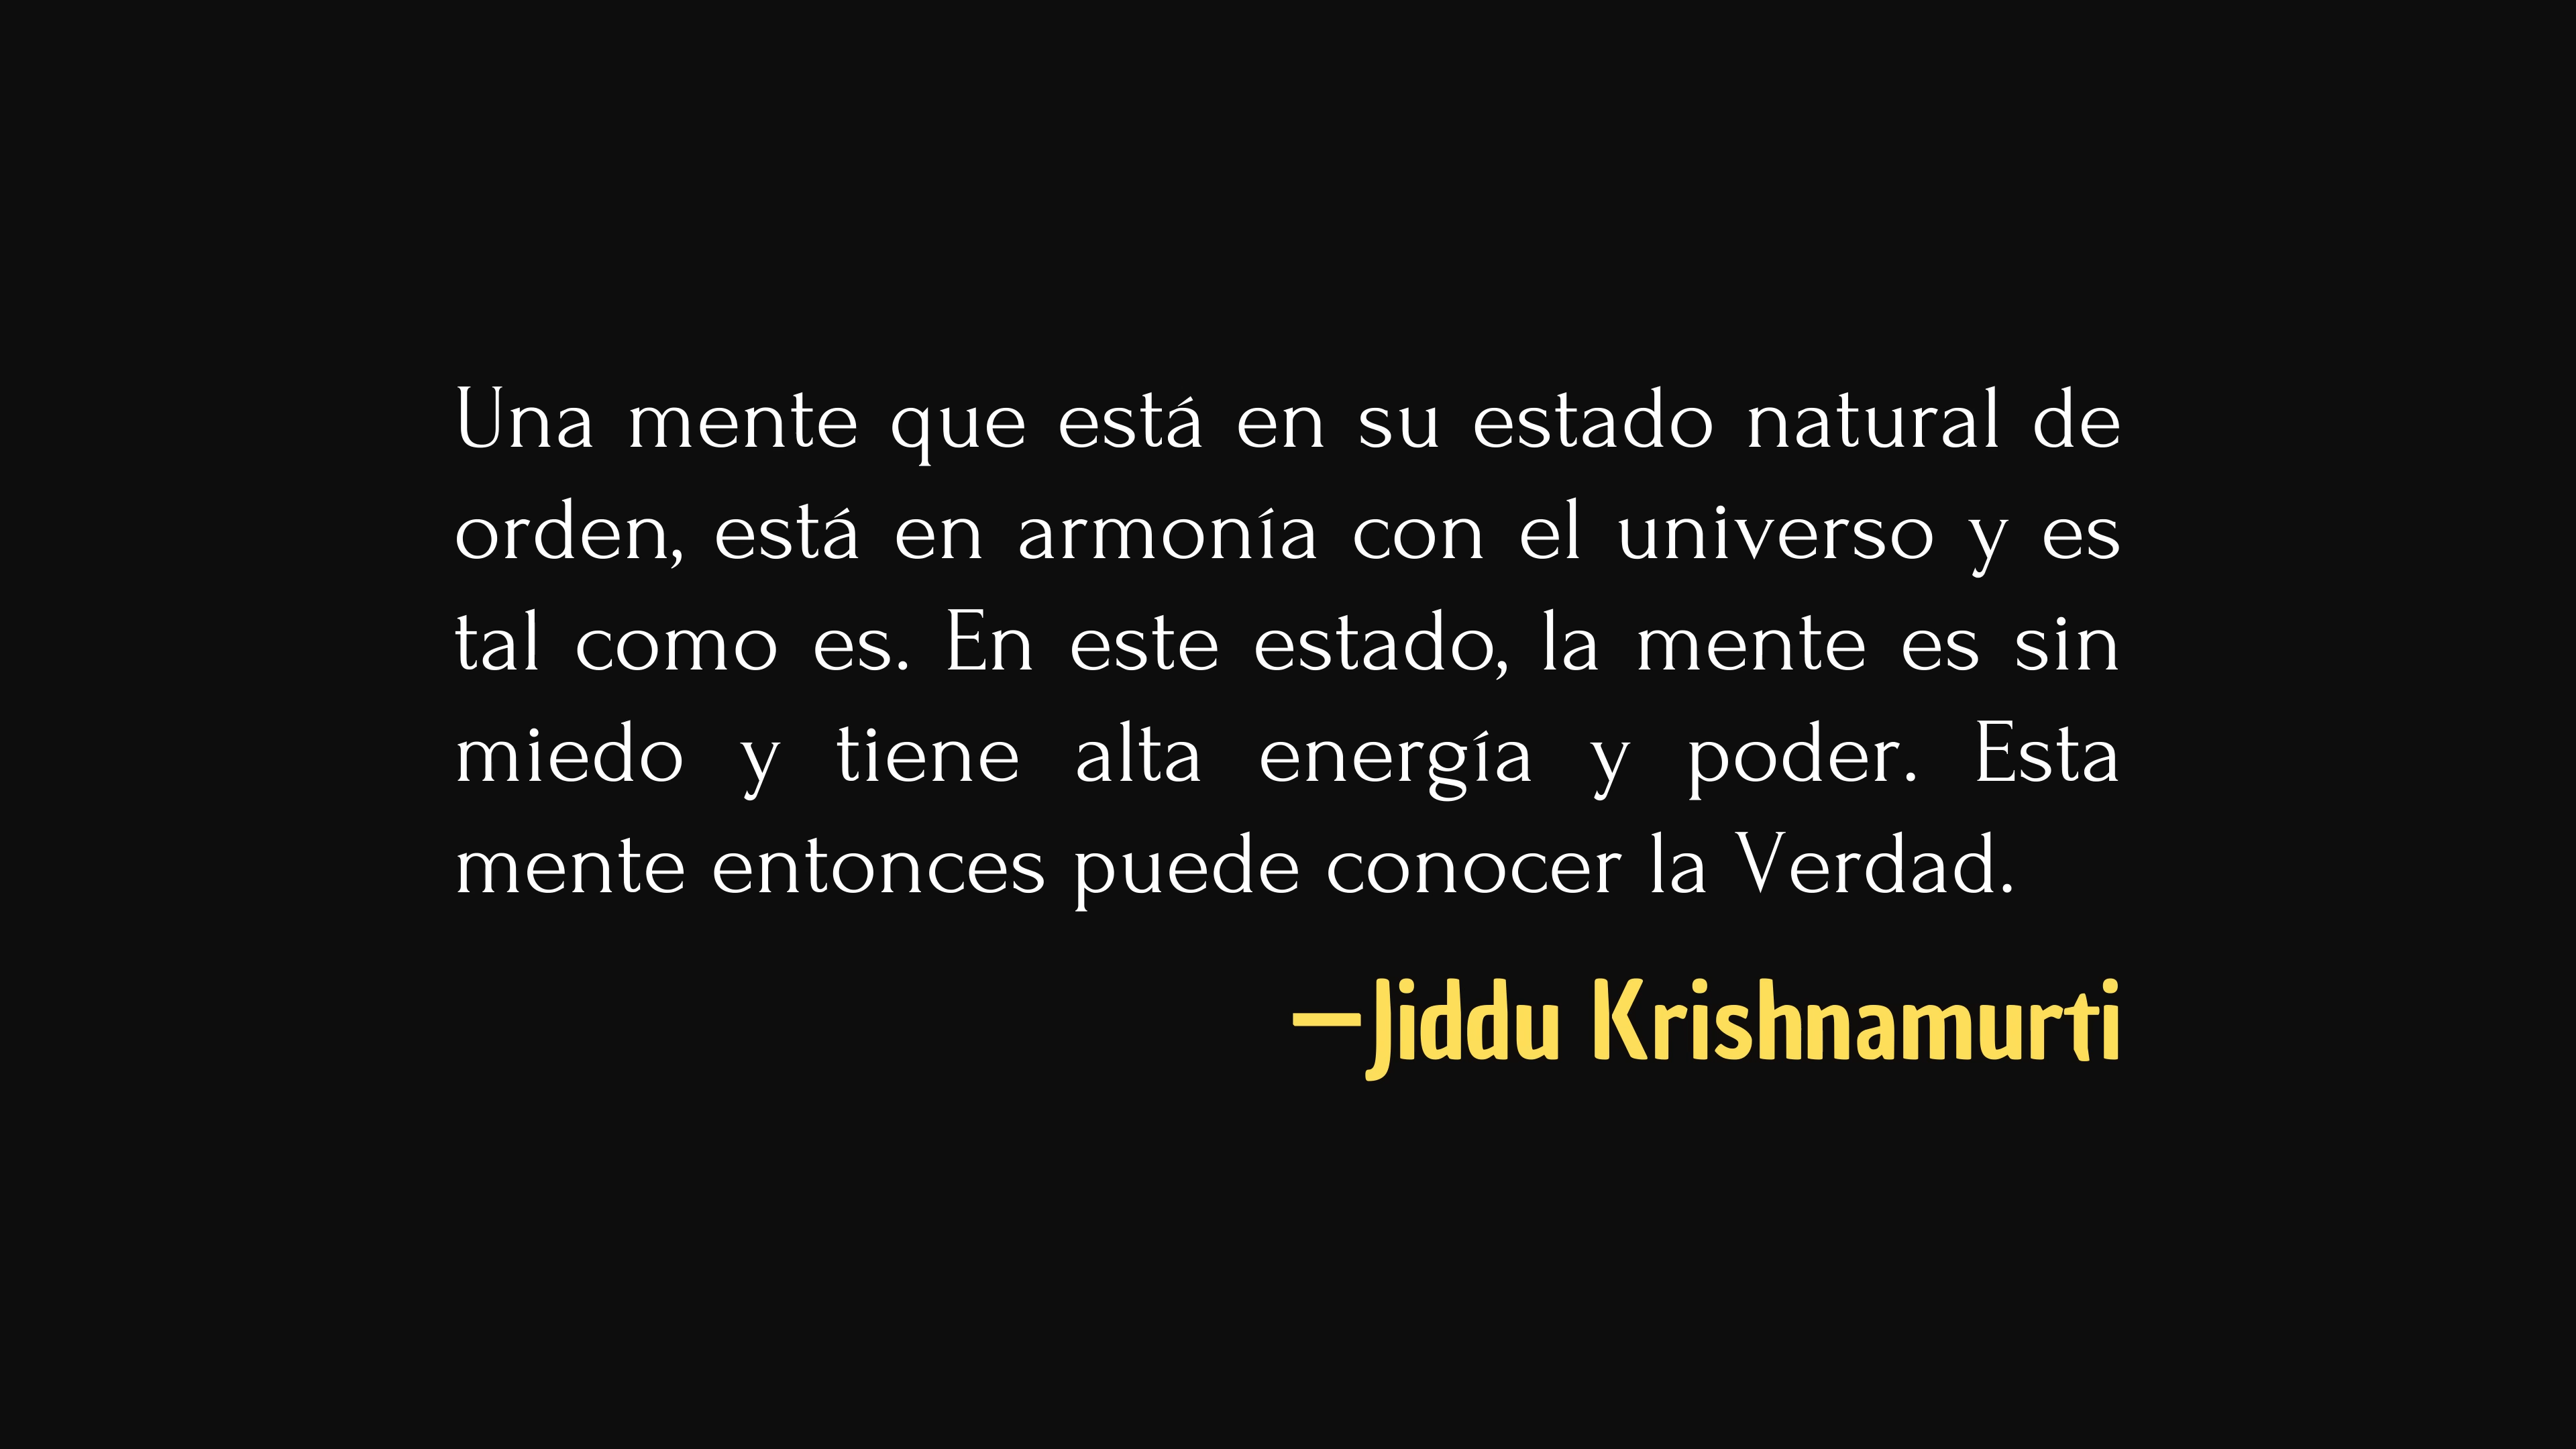 Una mente que está en su estado natural de
orden, está en armonía con el universo y es
tal como es. En este estado, la mente es sin
miedo y tiene alta energía y poder. Esta
mente entonces puede conocer la Verdad.
—Jiddu Krishnamurti